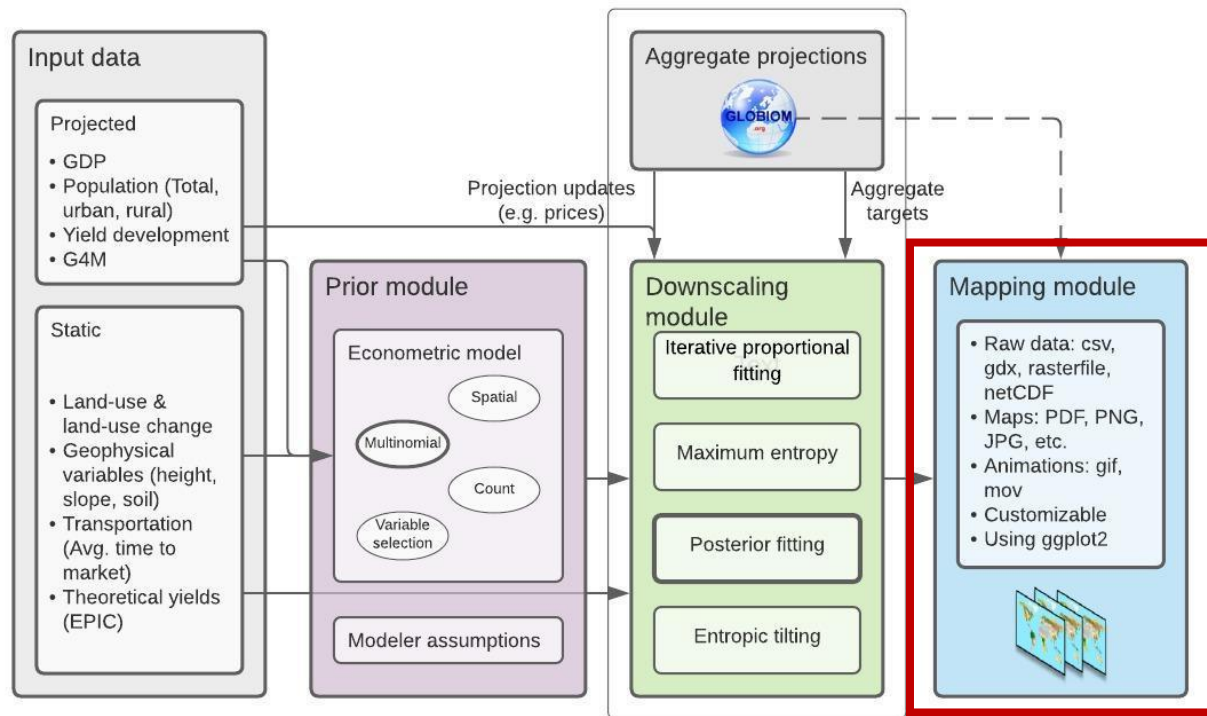 Input data
Projected
• GDP
• Population (Total,
urban, rural)
• Yield development
• G4M
Static
• Land-use &
land-use change
• Geophysical
variables (height,
slope, soil)
• Transportation
(Avg. time to
market)
• Theoretical yields
(EPIC)
Prior module
Econometric model
Spatial
Multinomial
Count
Variable
selection
Modeler assumptions
Aggregate projections
GLOBIOM
.org
Projection updates
(e.g. prices)
Aggregate
targets
Downscaling
module
Iterative proportional
fitting
Maximum entropy
Posterior fitting
Entropic tilting
Mapping module
• Raw data: csv,
gdx, rasterfile,
netCDF
• Maps: PDF, PNG,
JPG, etc.
• Animations: gif,
mov
• Customizable
• Using ggplot2